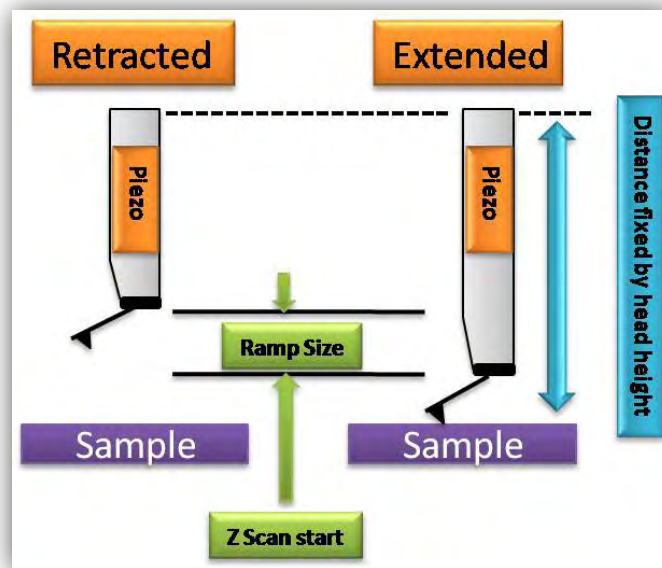 Retracted
Extended
Piezo
Piezo
Distance fixed by head height
Ramp Size
Sample
Sample
Z Scan start